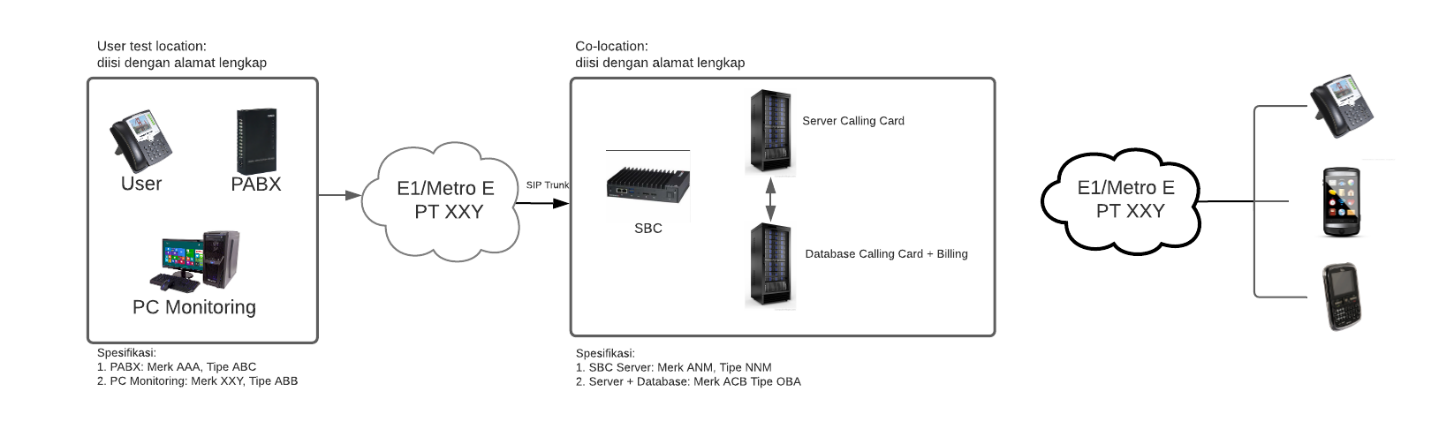 User test location:
diisi dengan alamat lengkap
User
PABX
PC Monitoring
Spesifikasi:
1. PABX: Merk AAA, Tipe ABC
2. PC Monitoring: Merk XXY, Tipe ABB
E1/Metro E
PT XXY
SIP Trunk
Co-location:
diisi dengan alamat lengkap
SBC
Server Calling Card
Database Calling Card + Billing
Spesifikasi:
1. SBC Server: Merk ANM, Tipe NNM
2. Server + Database: Merk ACB Tipe OBA
E1/Metro E
PT XXY